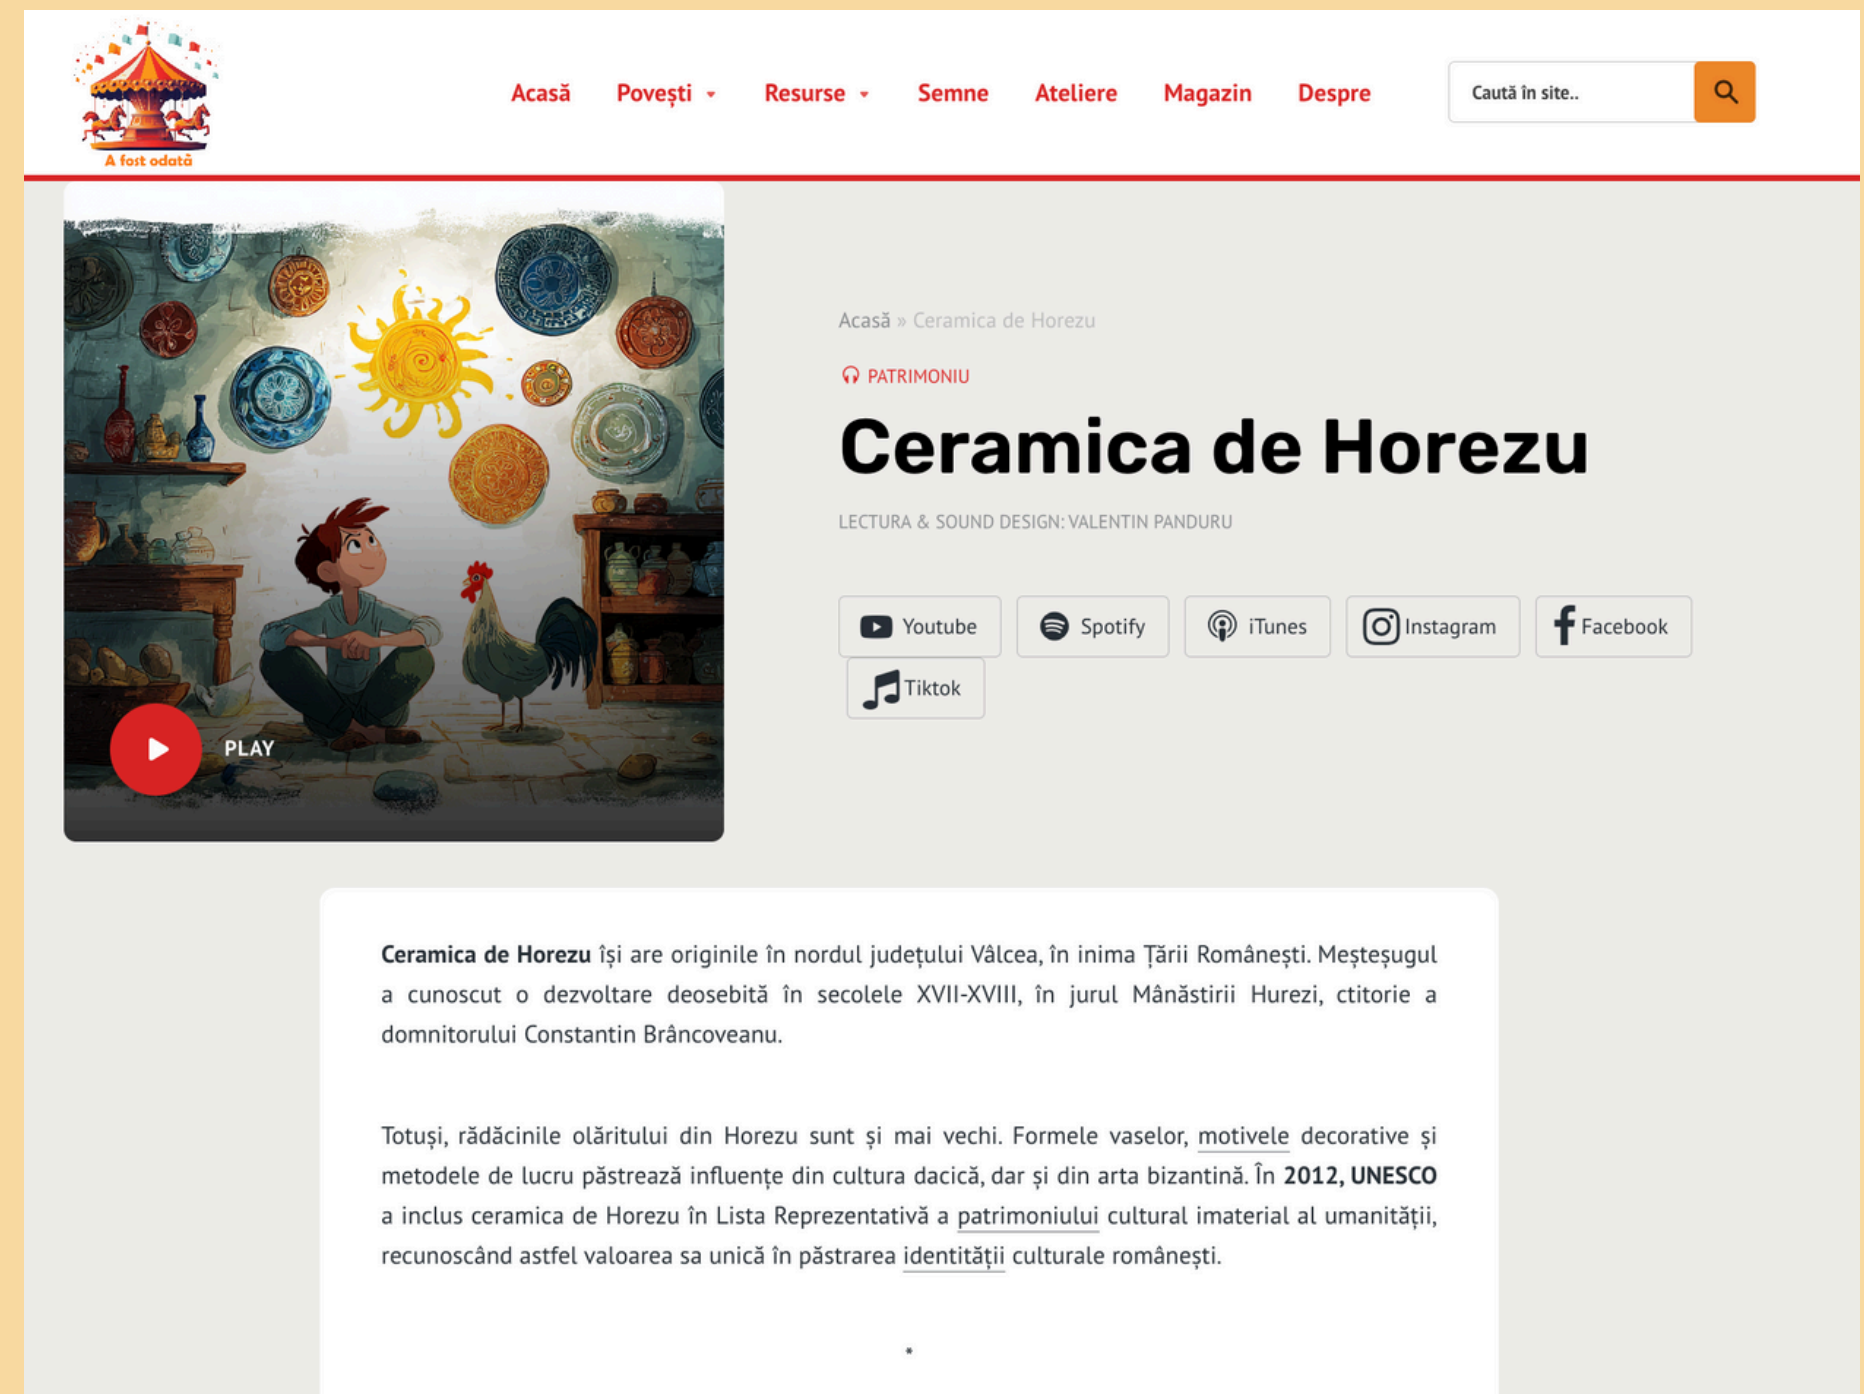 A fost odată
Acasă Povești Resurse Semne Ateliere Magazin Despre
Caută în site..
Acasă » Ceramica de Horezu
PATRIMONIU
Ceramica de Horezu
LECTURA & SOUND DESIGN: VALENTIN PANDURU
Youtube Spotify iTunes Instagram Facebook
Tiktok
PLAY
Ceramica de Horezu își are originile în nordul județului Vâlcea, în inima Țării Românești. Meșteșugul
a cunoscut o dezvoltare deosebită în secolele XVII-XVIII, în jurul Mânăstirii Hurezi, ctitorie a
domnitorului Constantin Brâncoveanu.
Totuși, rădăcinile olăritului din Horezu sunt și mai vechi. Formele vaselor, motivele decorative și
metodele de lucru păstrează influențe din cultura dacică, dar și din arta bizantină. În 2012, UNESCO
a inclus ceramica de Horezu în Lista Reprezentativă a patrimoniului cultural imaterial al umanității,
recunoscând astfel valoarea sa unică în păstrarea identității culturale românești.
*